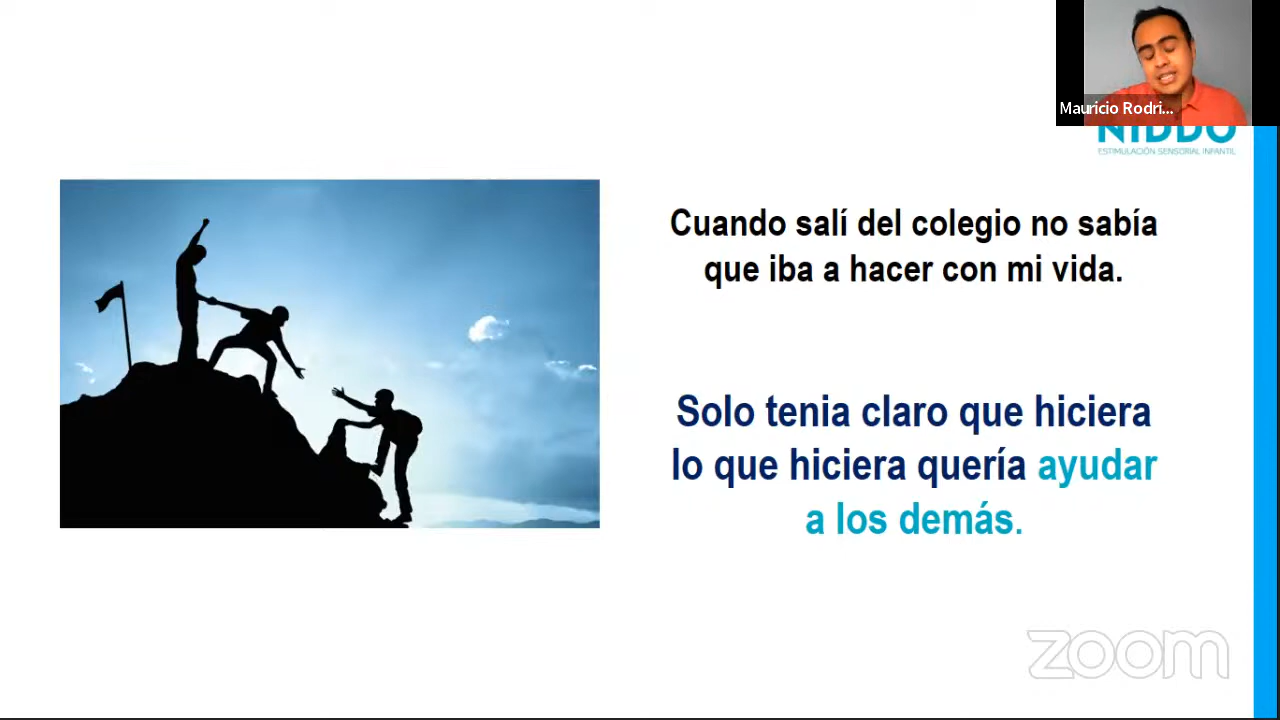 Mauricio Rodri...
NIDDO
ESTIMULACIÓN SENSORIAL INFANTIL
Cuando salí del colegio no sabía
que iba a hacer con mi vida.
Solo tenia claro que hiciera
lo que hiciera quería ayudar
a los demás.
zoom